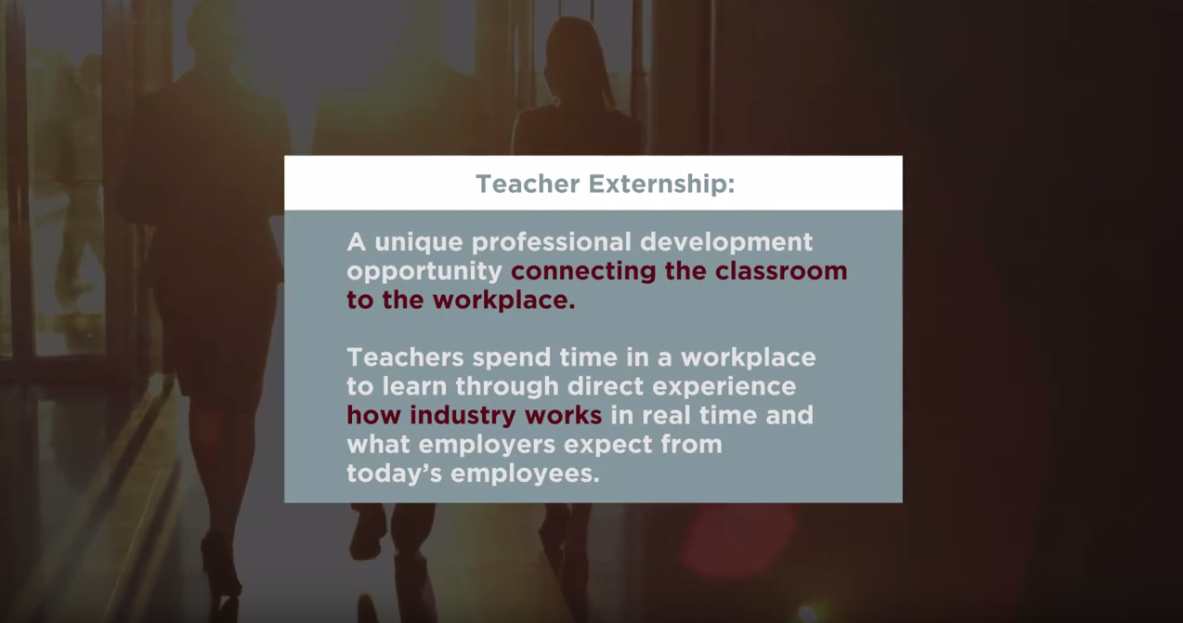 Teacher Externship:
A unique professional development
opportunity connecting the classroom
to the workplace.
Teachers spend time in a workplace
to learn through direct experience
how industry works in real time and
what employers expect from
today’s employees.